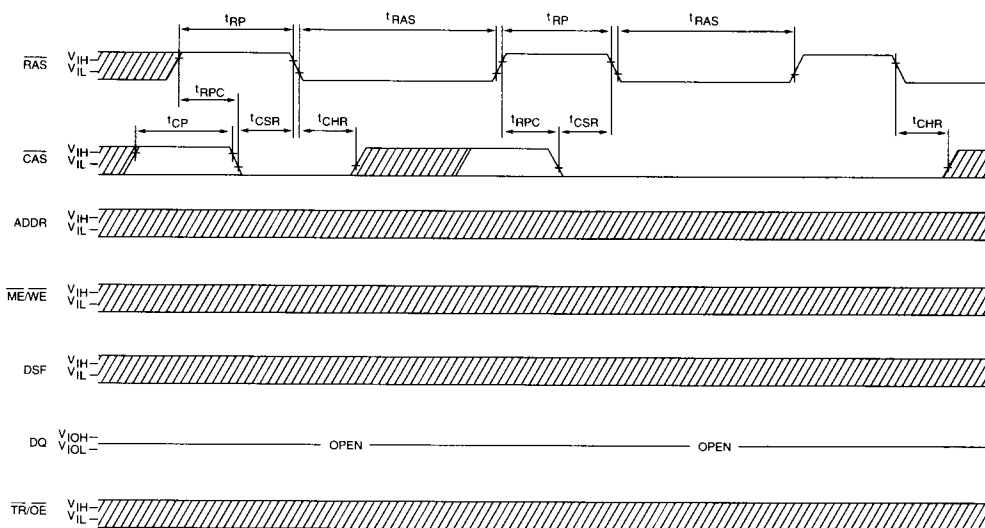 tRP tRAS tRP tRAS
RAS VIH VIL
tRPC tCSR tCHR tRPC tCSR tCHR
tCP
CAS VIH VIL
ADDR VIH VIL
ME/WE VIH VIL
DSF VIH VIL
DQ VIOH VIOL OPEN OPEN
TR/OE VIH VIL